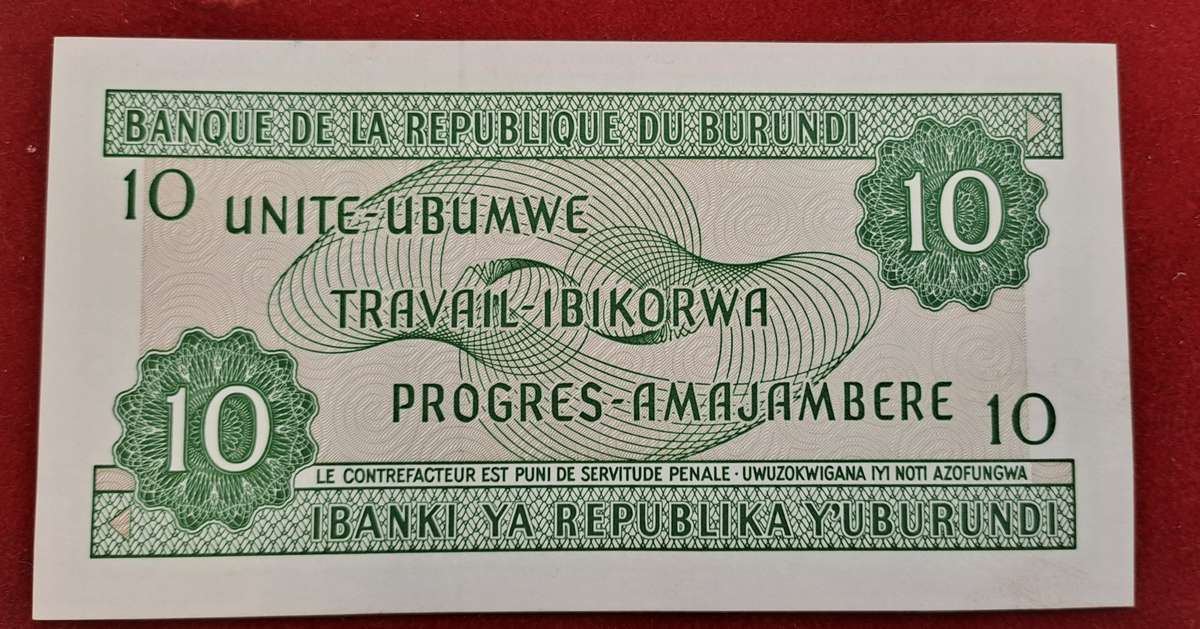 BANQUE DE LA REPUBLIQUE DU BURUNDI
10
10
UNITE-UBUMWE
TRAVAIL-IBIKORWA
PROGRES-AMAJAMBERE
10
10
LE CONTREFACTEUR EST PUNI DE SERVITUDE PENALE · UWUZOKWIGANA IYI NOTI AZOFUNGWA
IBANKI YA REPUBLIKA Y'UBURUNDI